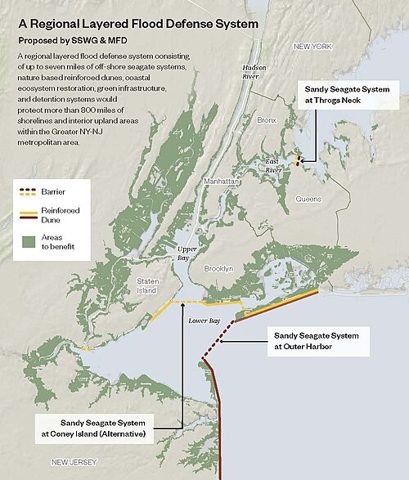 A Regional Layered Flood Defense System
Proposed by SSWG & MFD
A regional layered flood defense system consisting
of up to seven miles of off-shore seagate systems,
nature based reinforced dunes, coastal
ecosystem restoration, green infrastructure,
and detention systems would
protect more than 800 miles of
shorelines and interior upland areas
within the Greater NY-NJ
metropolitan area.
NEW YORK
Hudson
River
Sandy Seagate System
at Throgs Neck
Bronx
East
River
Manhattan
Queens
Barrier
Reinforced
Dune
Areas
to benefit
Upper
Bay
Brooklyn
Staten
Island
Lower Bay
Sandy Seagate System
at Outer Harbor
Sandy Seagate System
at Coney Island (Alternative)
NEW JERSEY